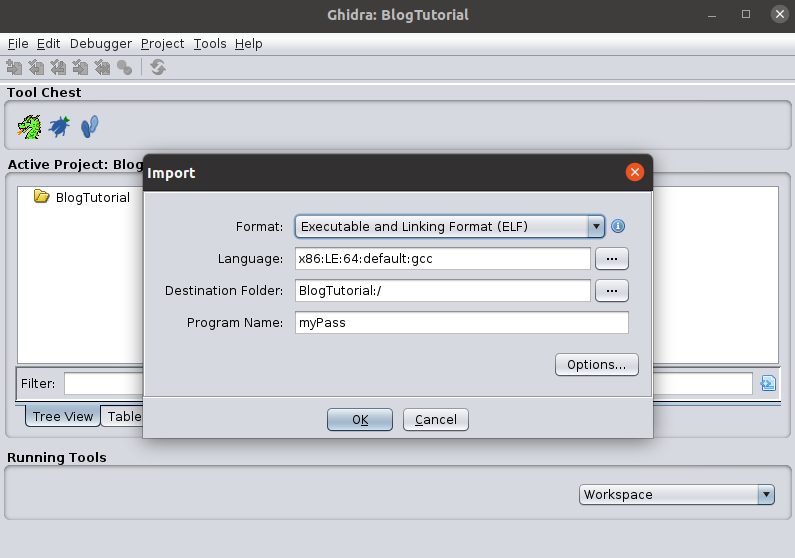 Ghidra: BlogTutorial
File Edit Debugger Project Tools Help
Tool Chest
Active Project: Blog
BlogTutorial
Import
Format: Executable and Linking Format (ELF)
Language: x86:LE:64:default:gcc ...
Destination Folder: BlogTutorial:/ ...
Program Name: myPass
Options...
OK Cancel
Filter:
Tree View Table
Running Tools
Workspace